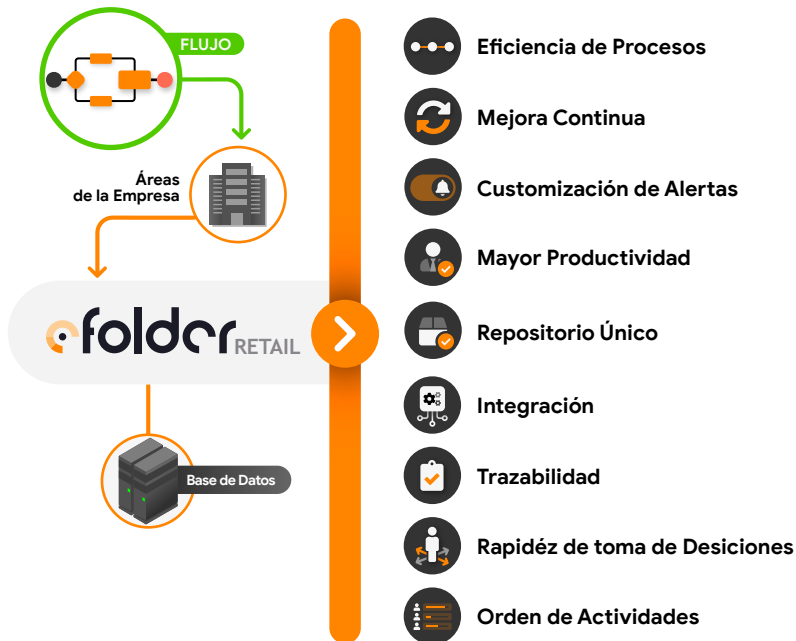 FLUJO
Áreas
de la Empresa
efolder RETAIL
Base de Datos
Eficiencia de Procesos
Mejora Continua
Customización de Alertas
Mayor Productividad
Repositorio Único
Integración
Trazabilidad
Rapidéz de toma de Desiciones
Orden de Actividades